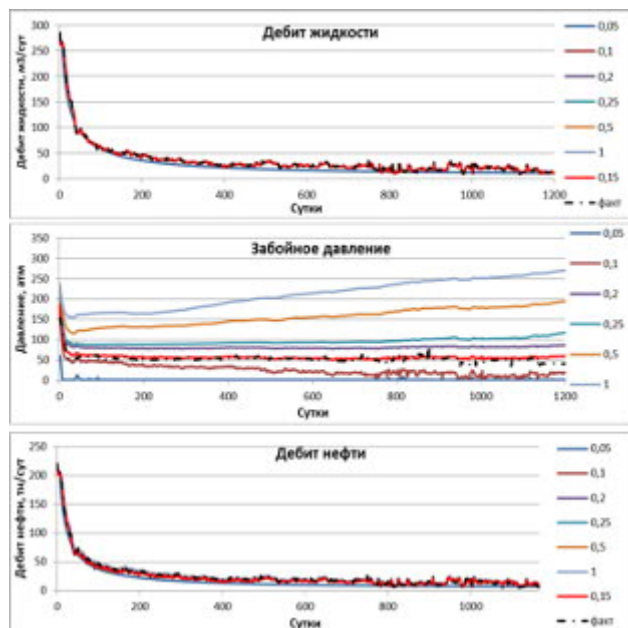 Дебит жидкости
Дебит жидкости, м3/сут
300
250
200
150
100
50
0
0 200 400 600 800 1000 1200
Сутки
0,05
0,1
0,2
0,25
0,5
1
0,15
факт
Забойное давление
Давление, атм
350
300
250
200
150
100
50
0
0 200 400 600 800 1000 1200
Сутки
0,05
0,1
0,2
0,25
0,5
1
Дебит нефти
Дебит нефти, тн/сут
250
200
150
100
50
0
0 200 400 600 800 1000
Сутки
0,05
0,1
0,2
0,25
0,5
1
0,15
факт